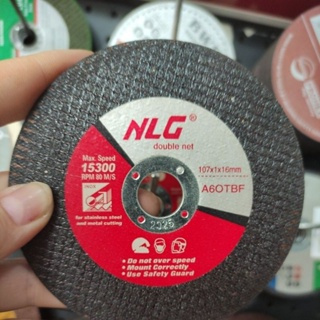 NLG®
double net
Max. Speed
15300
RPM 80 M/S
107x1x16mm
A60TBF
INOX
for stainless steel
and metal cutting
• Do not over speed
• Mount Correctly
• Use Safety Guard